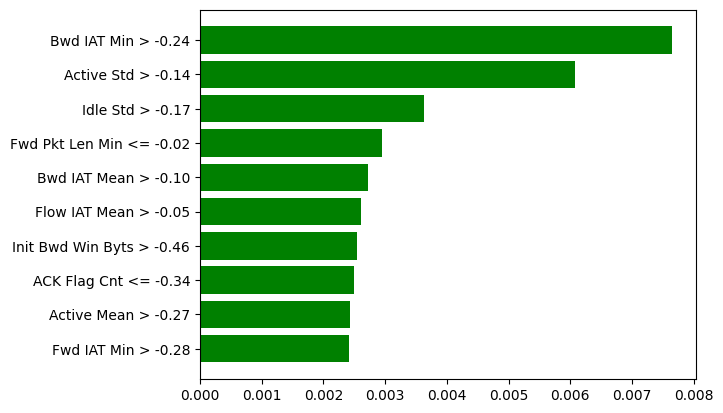 Bwd IAT Min > -0.24
Active Std > -0.14
Idle Std > -0.17
Fwd Pkt Len Min <= -0.02
Bwd IAT Mean > -0.10
Flow IAT Mean > -0.05
Init Bwd Win Byts > -0.46
ACK Flag Cnt <= -0.34
Active Mean > -0.27
Fwd IAT Min > -0.28
0.000 0.001 0.002 0.003 0.004 0.005 0.006 0.007 0.008